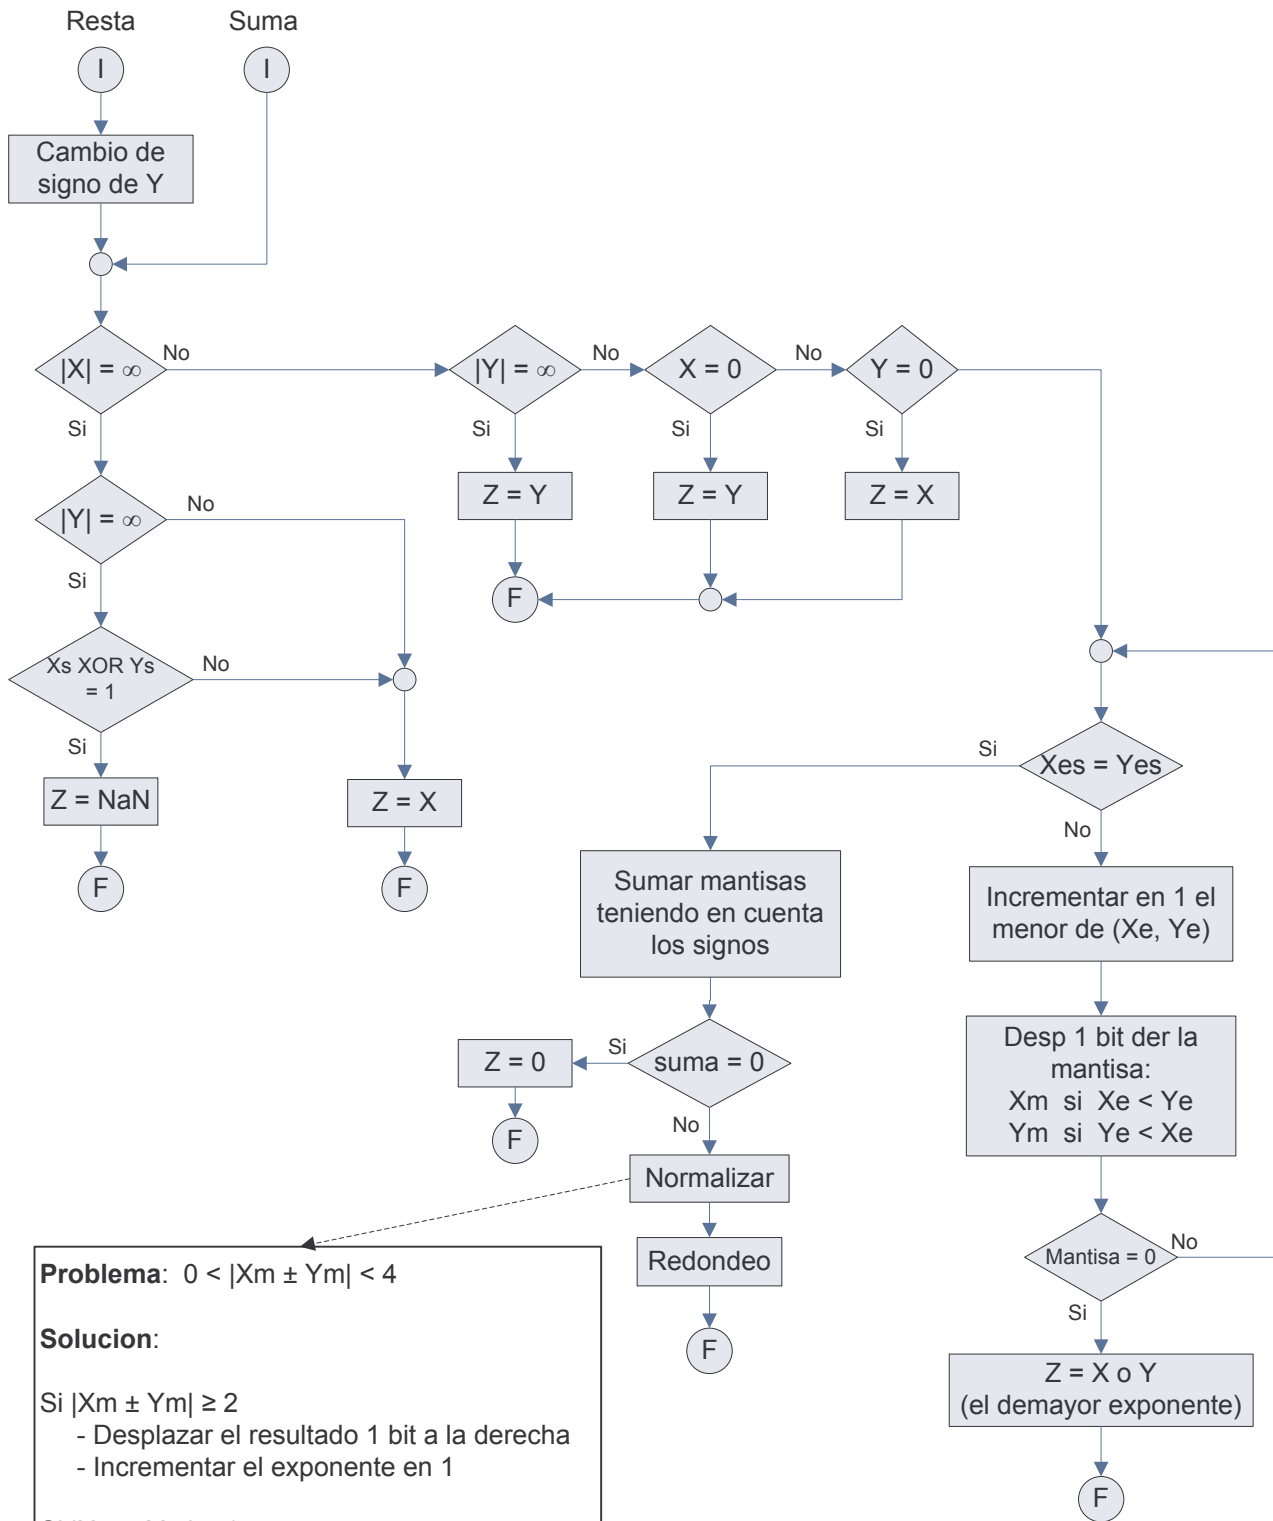 Resta
Suma
I
I
Cambio de
signo de Y
|X| = ∞
No
|Y| = ∞
No
X = 0
No
Y = 0
Si
Si
Si
Si
Z = Y
Z = Y
Z = X
|Y| = ∞
No
Si
F
Xs XOR Ys
= 1
No
Si
Z = NaN
Z = X
F
F
Xes = Yes
Si
No
Sumar mantisas
teniendo en cuenta
los signos
Incrementar en 1 el
menor de (Xe, Ye)
suma = 0
Si
Z = 0
F
No
Desp 1 bit der la
mantisa:
Xm si Xe < Ye
Ym si Ye < Xe
Normalizar
Redondeo
F
Mantisa = 0
No
Si
Z = X o Y
(el demayor exponente)
F
Problema: 0 < |Xm ± Ym| < 4
Solucion:
Si |Xm ± Ym| ≥ 2
- Desplazar el resultado 1 bit a la derecha
- Incrementar el exponente en 1